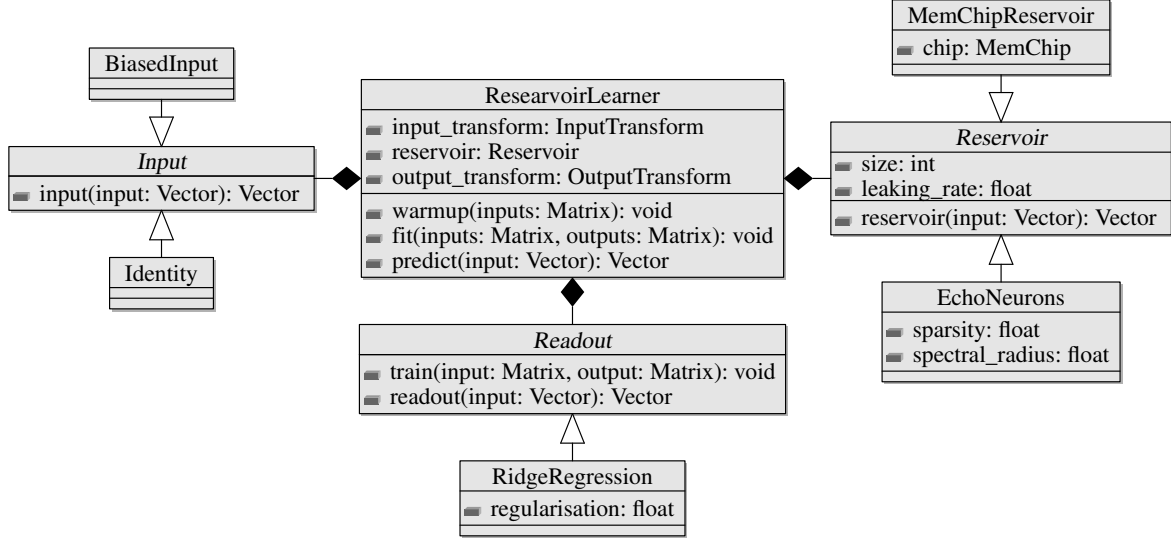 BiasedInput
Input
input(input: Vector): Vector
Identity
ResearvoirLearner
input_transform: InputTransform
reservoir: Reservoir
output_transform: OutputTransform
warmup(inputs: Matrix): void
fit(inputs: Matrix, outputs: Matrix): void
predict(input: Vector): Vector
Readout
train(input: Matrix, output: Matrix): void
readout(input: Vector): Vector
RidgeRegression
regularisation: float
MemChipReservoir
chip: MemChip
Reservoir
size: int
leaking_rate: float
reservoir(input: Vector): Vector
EchoNeurons
sparsity: float
spectral_radius: float